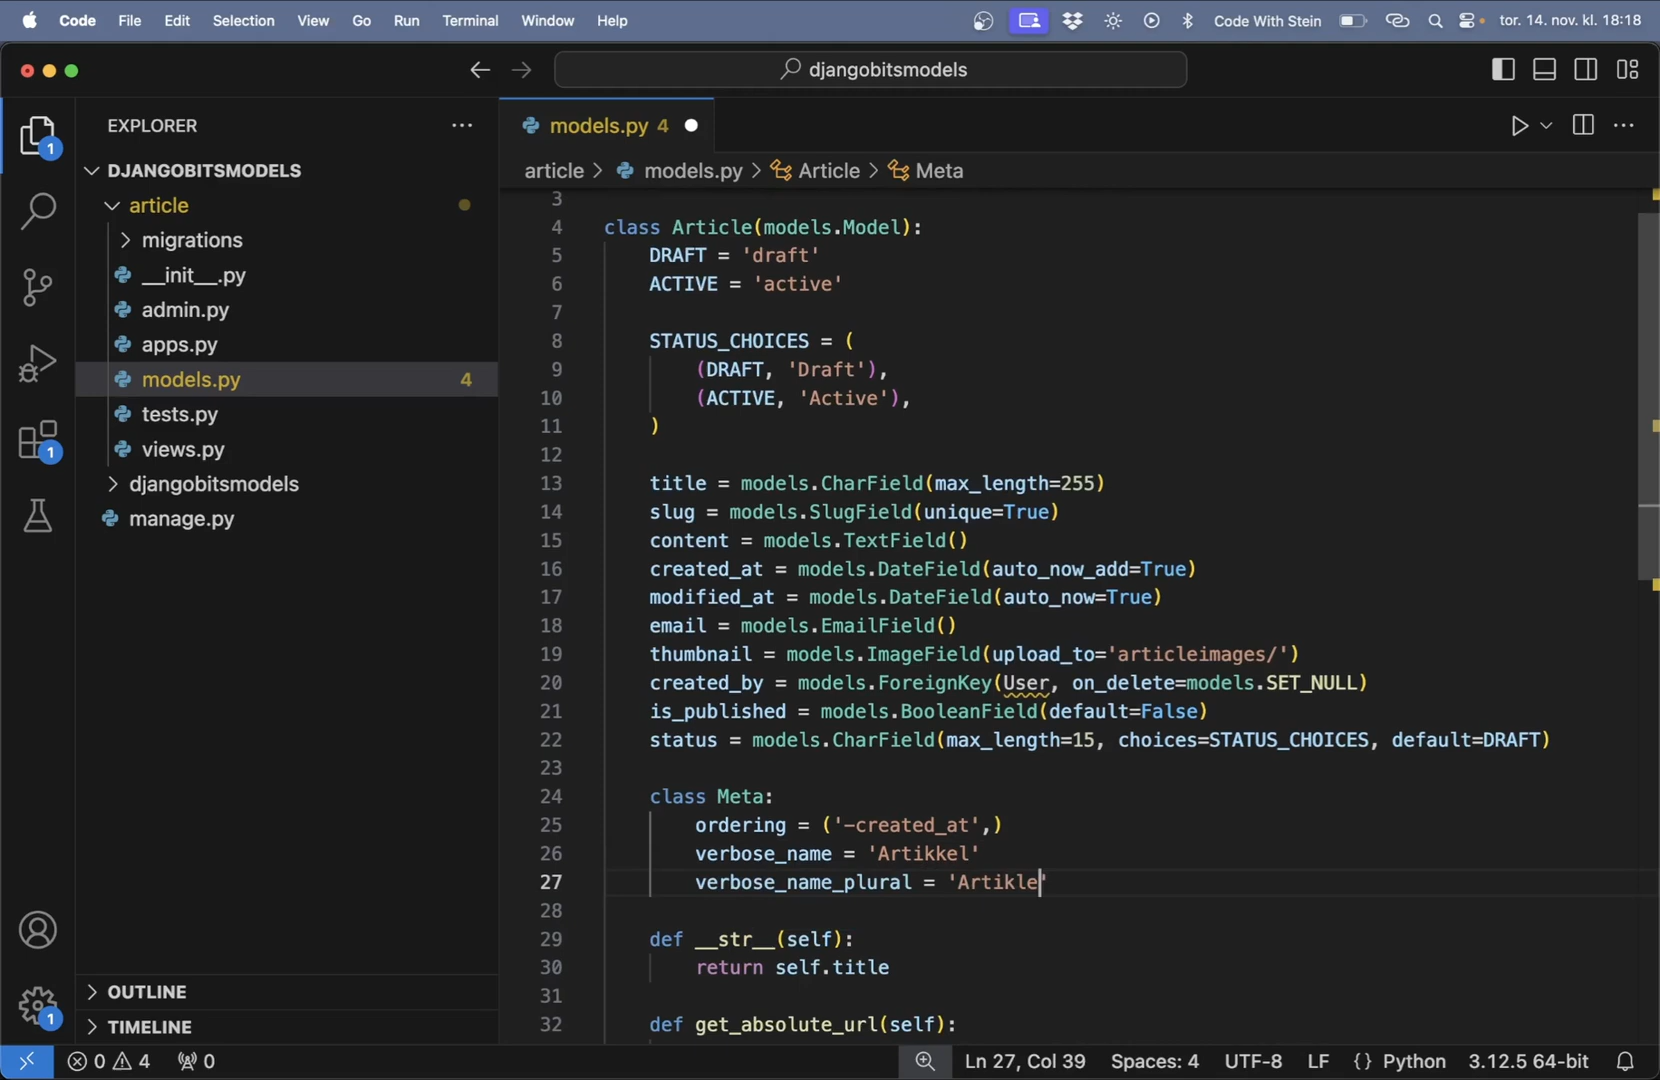 Code File Edit Selection View Go Run Terminal Window Help Code With Stein tor. 14. nov. kl. 18:18
djangobitsmodels
EXPLORER
1
DJANGOBITSMODELS
article
migrations
__init__.py
admin.py
apps.py
models.py 4
tests.py
views.py
1
djangobitsmodels
manage.py
OUTLINE
1
TIMELINE
models.py 4
article > models.py > Article > Meta
3
4 class Article(models.Model):
5 DRAFT = 'draft'
6 ACTIVE = 'active'
7
8 STATUS_CHOICES = (
9 (DRAFT, 'Draft'),
10 (ACTIVE, 'Active'),
11 )
12
13 title = models.CharField(max_length=255)
14 slug = models.SlugField(unique=True)
15 content = models.TextField()
16 created_at = models.DateField(auto_now_add=True)
17 modified_at = models.DateField(auto_now=True)
18 email = models.EmailField()
19 thumbnail = models.ImageField(upload_to='articleimages/')
20 created_by = models.ForeignKey(User, on_delete=models.SET_NULL)
21 is_published = models.BooleanField(default=False)
22 status = models.CharField(max_length=15, choices=STATUS_CHOICES, default=DRAFT)
23
24 class Meta:
25 ordering = ('-created_at',)
26 verbose_name = 'Artikkel'
27 verbose_name_plural = 'Artikle'
28
29 def __str__(self):
30 return self.title
31
32 def get_absolute_url(self):
0 4 0 Ln 27, Col 39 Spaces: 4 UTF-8 LF {} Python 3.12.5 64-bit